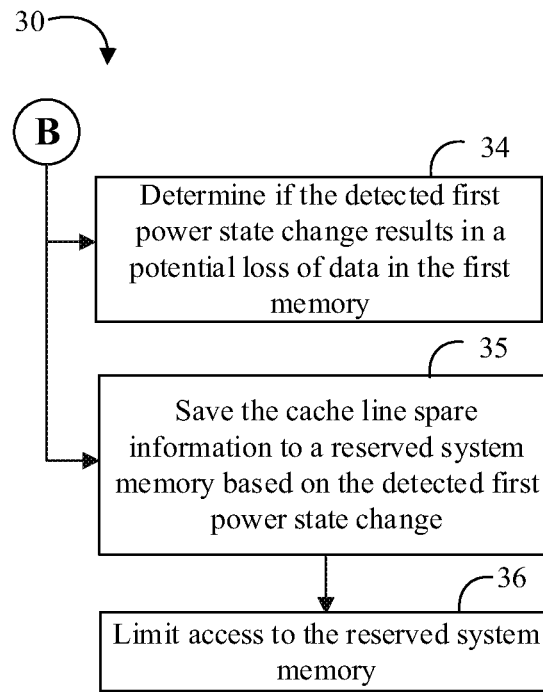 30
B
34
Determine if the detected first
power state change results in a
potential loss of data in the first
memory
35
Save the cache line spare
information to a reserved system
memory based on the detected first
power state change
36
Limit access to the reserved system
memory